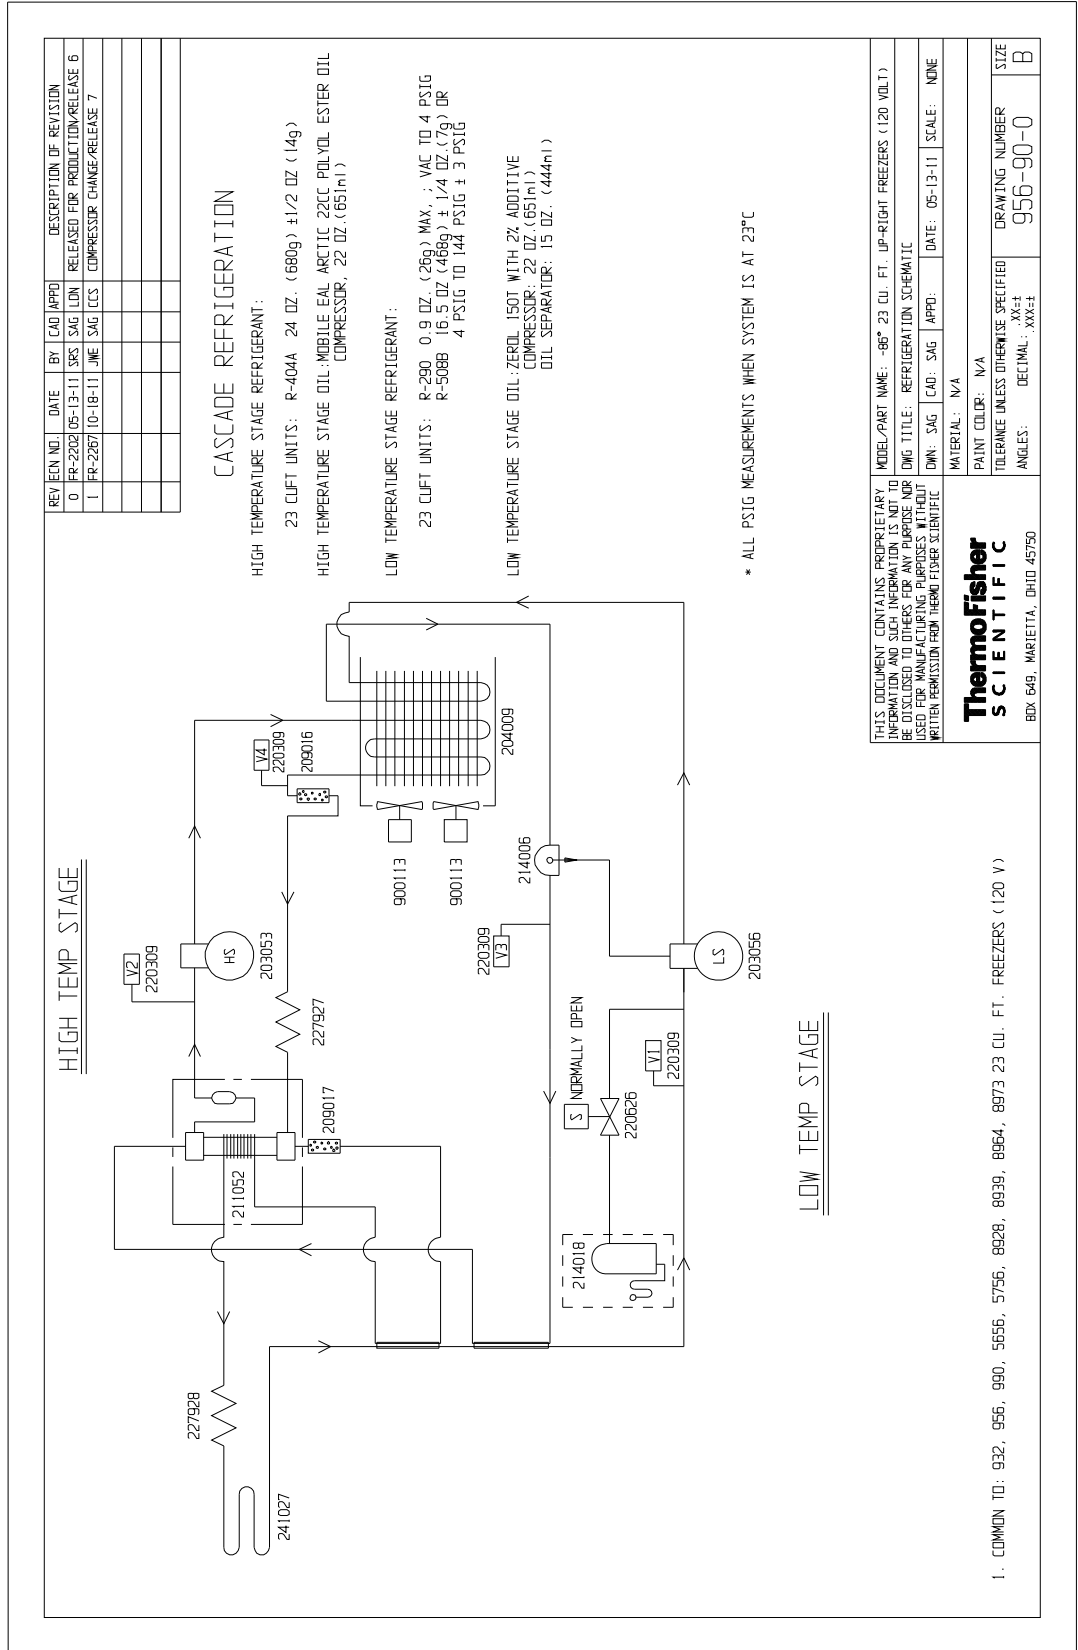 REV ECN NO. DATE BY CAD APPD DESCRIPTION OF REVISION
0 FR-2202 05-13-11 SRS SAG LDN RELEASED FOR PRODUCTION/RELEASE 6
1 FR-2267 10-18-11 JWE SAG CCS COMPRESSOR CHANGE/RELEASE 7
HIGH TEMP STAGE
V2
220309
HS
203053
V4
220309
209016
227927
209017
211052
227928
241027
900113
900113
204009
214006
220309
V3
S NORMALLY OPEN
220626
214018
V1
220309
LS
203056
LOW TEMP STAGE
CASCADE REFRIGERATION
HIGH TEMPERATURE STAGE REFRIGERANT:
23 CUFT UNITS: R-404A 24 OZ. (680g) ±1/2 OZ (14g)
HIGH TEMPERATURE STAGE OIL:MOBILE EAL ARCTIC 22CC POLYOL ESTER OIL
COMPRESSOR, 22 OZ.(651ml)
LOW TEMPERATURE STAGE REFRIGERANT:
23 CUFT UNITS: R-290 0.9 OZ. (26g) MAX, ; VAC TO 4 PSIG
R-508B 16.5 OZ (468g) ± 1/4 OZ.(7g) OR
4 PSIG TO 144 PSIG ± 3 PSIG
LOW TEMPERATURE STAGE OIL:ZEROL 150T WITH 2% ADDITIVE
COMPRESSOR: 22 OZ.(651ml)
OIL SEPARATOR: 15 OZ. (444ml)
* ALL PSIG MEASUREMENTS WHEN SYSTEM IS AT 23°C
1. COMMON TO: 932, 956, 990, 5656, 5756, 8928, 8939, 8964, 8973 23 CU. FT. FREEZERS (120 V)
THIS DOCUMENT CONTAINS PROPRIETARY
INFORMATION AND SUCH INFORMATION IS NOT TO
BE DISCLOSED TO OTHERS FOR ANY PURPOSE NOR
USED FOR MANUFACTURING PURPOSES WITHOUT
WRITTEN PERMISSION FROM THERMO FISHER SCIENTIFIC
ThermoFisher
SCIENTIFIC
BOX 649, MARIETTA, OHIO 45750
MODEL/PART NAME: -86° 23 CU. FT. UP-RIGHT FREEZERS (120 VOLT)
DWG TITLE: REFRIGERATION SCHEMATIC
DWN: SAG CAD: SAG APPD: DATE: 05-13-11 SCALE: NONE
MATERIAL: N/A
PAINT COLOR: N/A
TOLERANCE UNLESS OTHERWISE SPECIFIED
ANGLES: DECIMAL: .XX=±
.XXX=±
DRAWING NUMBER
956-90-0
SIZE
B